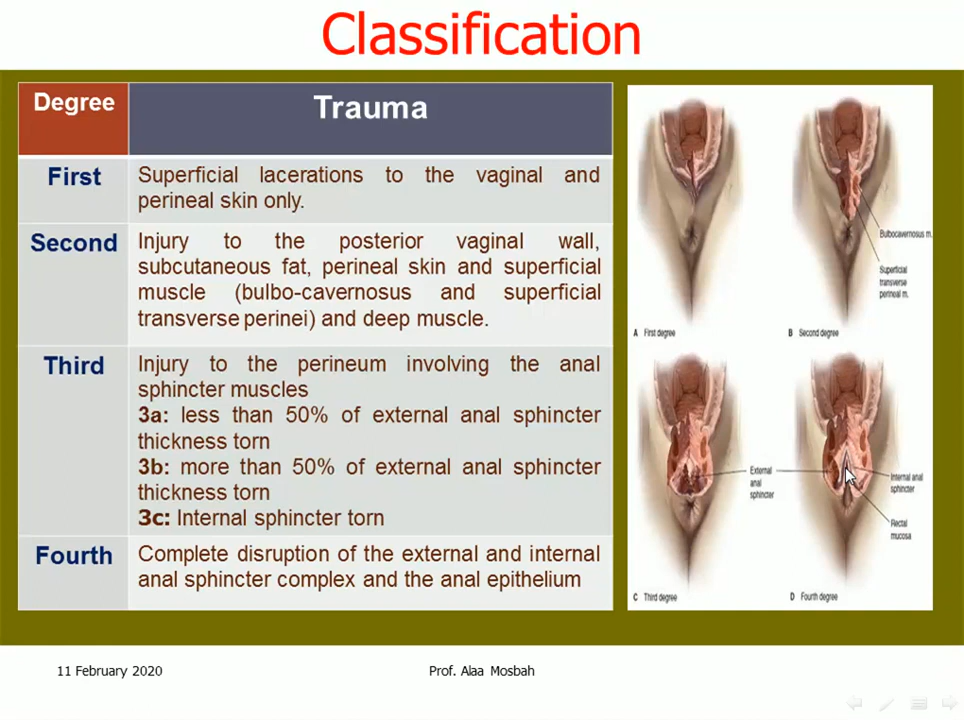 Classification
Degree
Trauma
First
Superficial lacerations to the vaginal and
perineal skin only.
Second
Injury to the posterior vaginal wall,
subcutaneous fat, perineal skin and superficial
muscle (bulbo-cavernosus and superficial
transverse perinei) and deep muscle.
Third
Injury to the perineum involving the anal
sphincter muscles
3a: less than 50% of external anal sphincter
thickness torn
3b: more than 50% of external anal sphincter
thickness torn
3c: Internal sphincter torn
Fourth
Complete disruption of the external and internal
anal sphincter complex and the anal epithelium
Bulbocavernosus m.
Superficial
transverse
perineal m.
A First degree
B Second degree
External
anal
sphincter
Internal anal
sphincter
Rectal
mucosa
C Third degree
D Fourth degree
11 February 2020
Prof. Alaa Mosbah